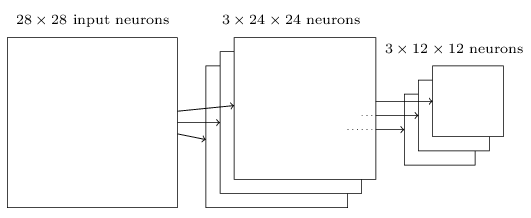 28 × 28 input neurons
3 × 24 × 24 neurons
3 × 12 × 12 neurons